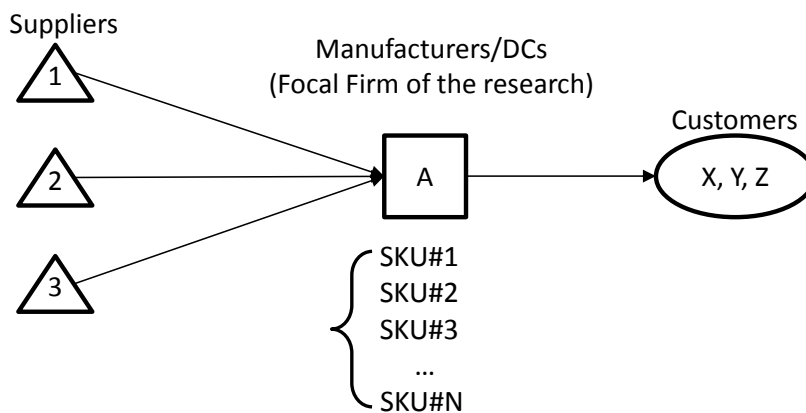 Suppliers
1
2
3
Manufacturers/DCs
(Focal Firm of the research)
A
SKU#1
SKU#2
SKU#3
...
SKU#N
Customers
X, Y, Z